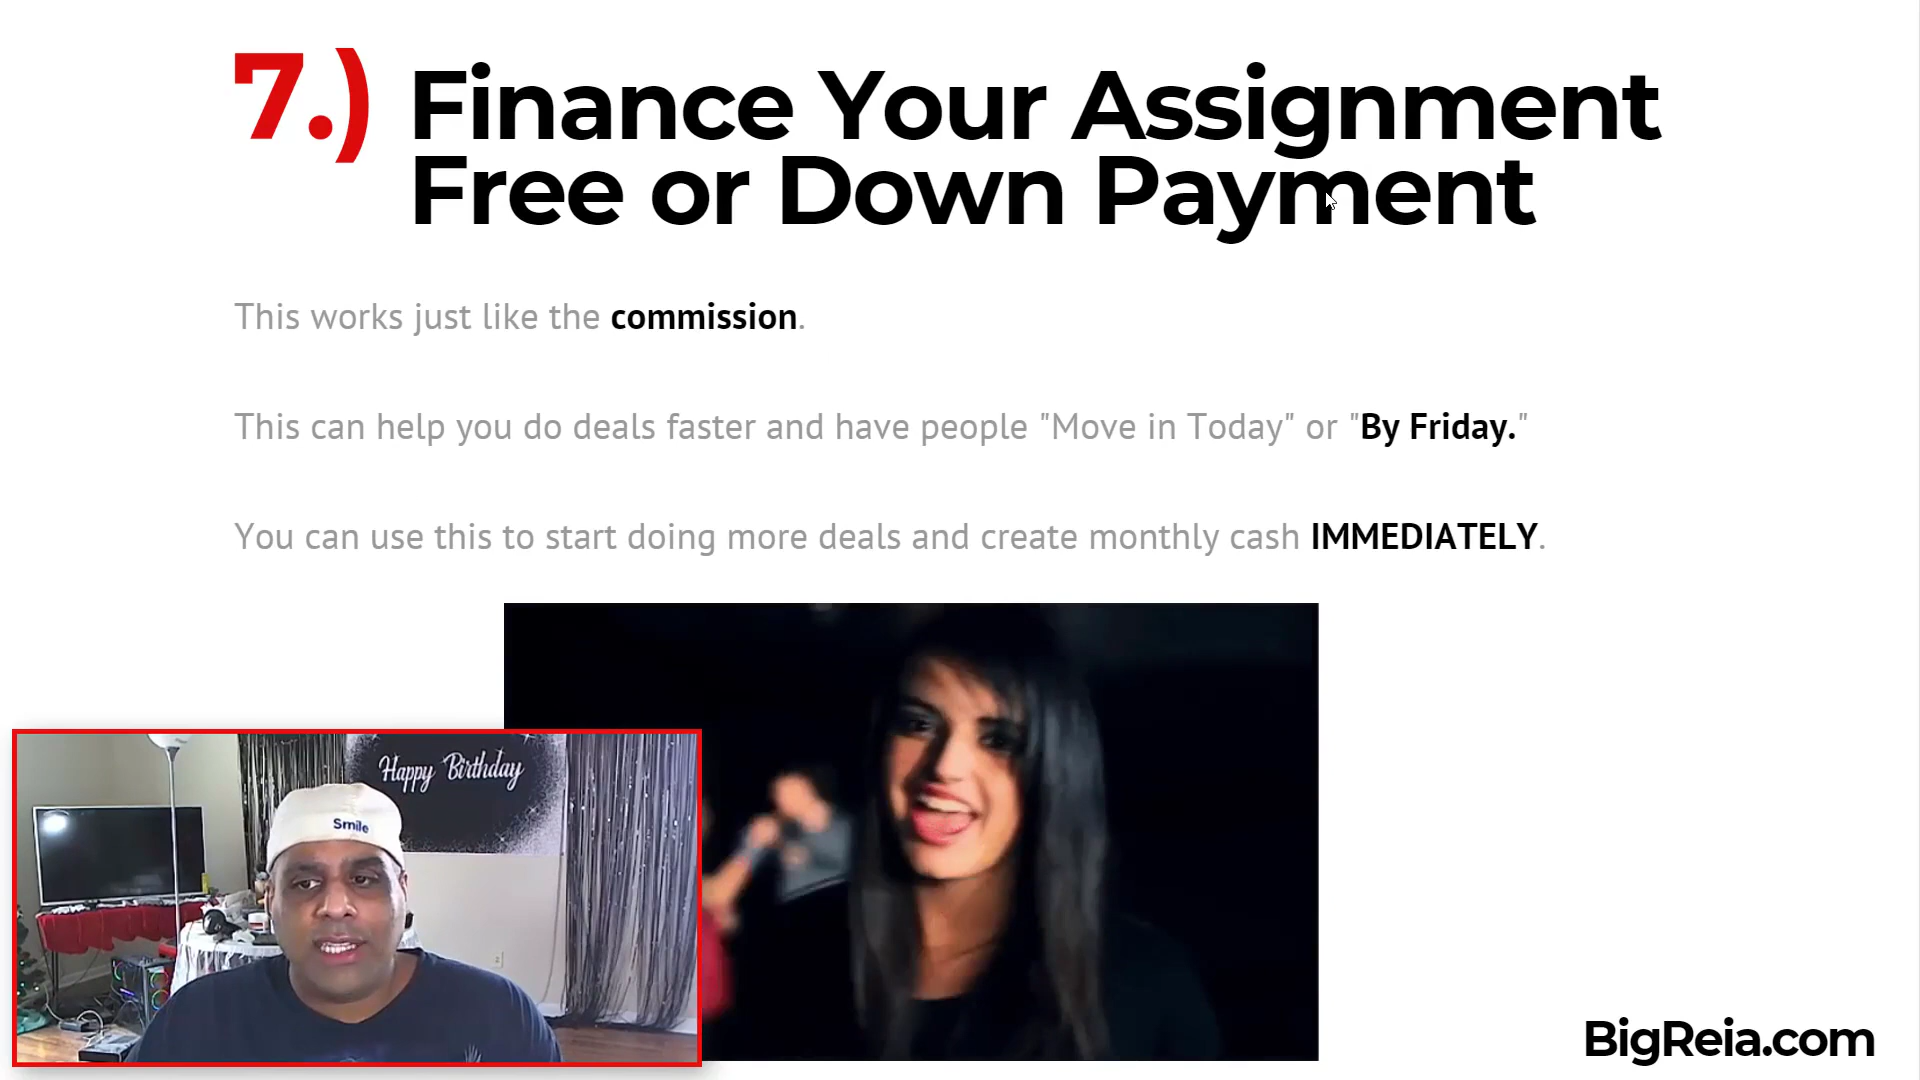 7.) Finance Your Assignment
Free or Down Payment
This works just like the commission.
This can help you do deals faster and have people "Move in Today" or "By Friday."
You can use this to start doing more deals and create monthly cash IMMEDIATELY.
Happy Birthday
Smile
BigReia.com